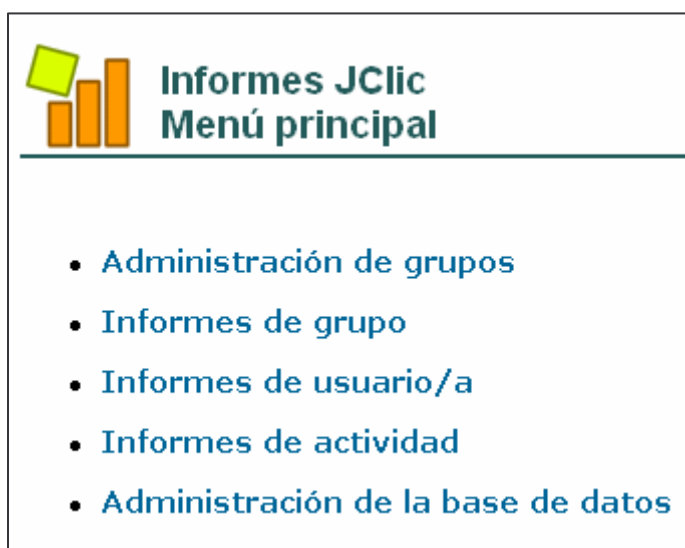 Informes JClic
Menú principal
Administración de grupos
Informes de grupo
Informes de usuario/a
Informes de actividad
Administración de la base de datos